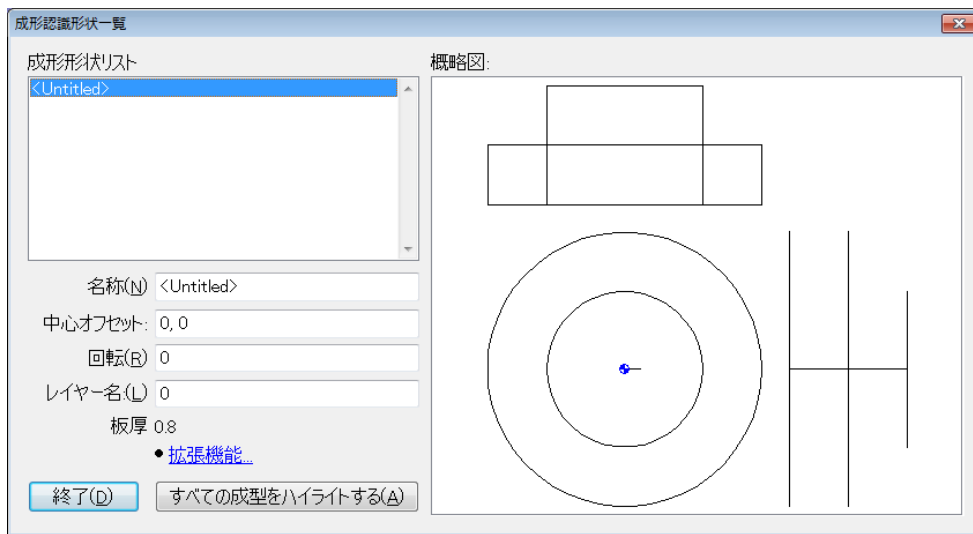 成形認識形状一覧
成形形状リスト
<Untitled>
名称(N) <Untitled>
中心オフセット: 0, 0
回転(R) 0
レイヤー名:(L) 0
板厚 0.8
• 拡張機能...
終了(D) すべての成型をハイライトする(A)
概略図: